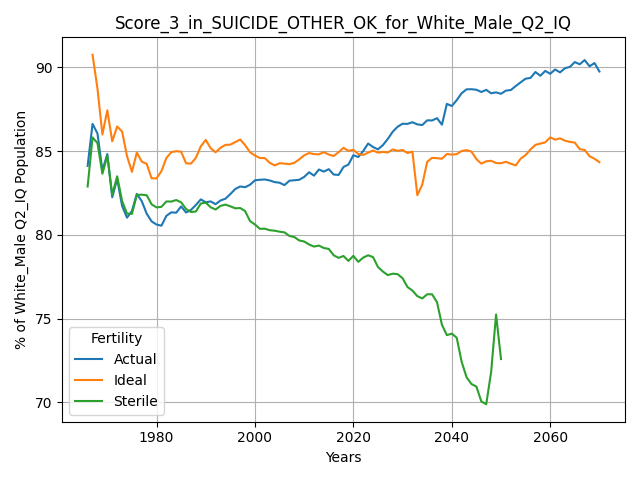 Score_3_in_SUICIDE_OTHER_OK_for_White_Male_Q2_IQ
% of White_Male Q2_IQ Population
90
85
80
75
70
Fertility
Actual
Ideal
Sterile
1980 2000 2020 2040 2060
Years